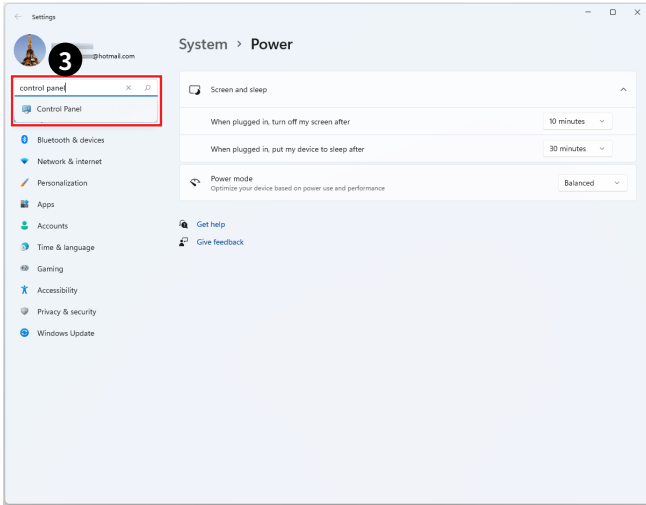 Settings
3
@hotmail.com
System > Power
control panel
Control Panel
Bluetooth & devices
Network & internet
Personalization
Apps
Accounts
Time & language
Gaming
Accessibility
Privacy & security
Windows Update
Screen and sleep
When plugged in, turn off my screen after 10 minutes
When plugged in, put my device to sleep after 30 minutes
Power mode
Optimize your device based on power use and performance
Balanced
Get help
Give feedback